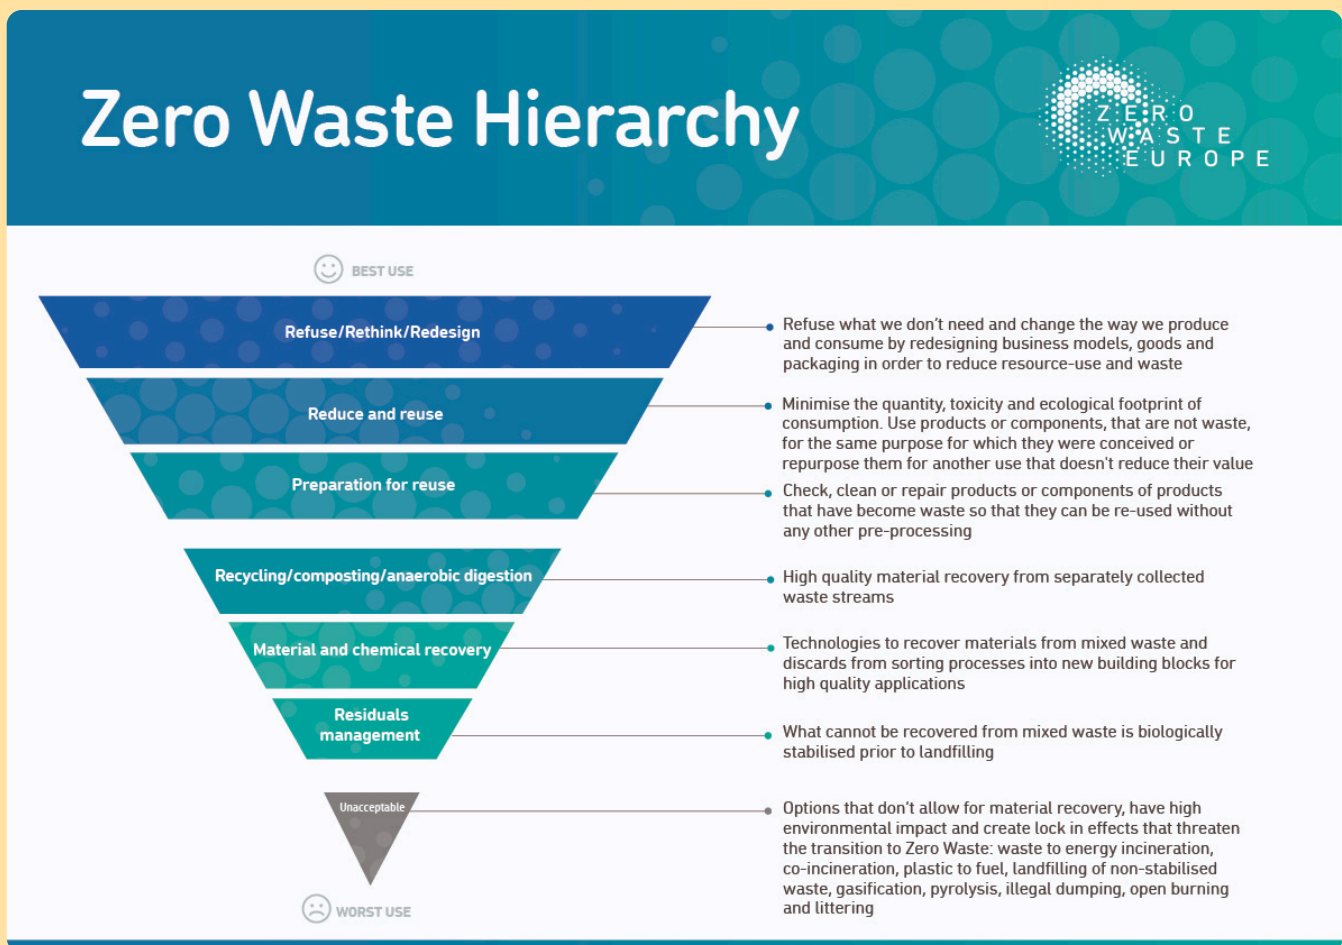 Zero Waste Hierarchy
ZERO
WASTE
EUROPE
BEST USE
Refuse/Rethink/Redesign
Refuse what we don't need and change the way we produce
and consume by redesigning business models, goods and
packaging in order to reduce resource-use and waste
Reduce and reuse
Minimise the quantity, toxicity and ecological footprint of
consumption. Use products or components, that are not waste,
for the same purpose for which they were conceived or
repurpose them for another use that doesn't reduce their value
Preparation for reuse
Check, clean or repair products or components of products
that have become waste so that they can be re-used without
any other pre-processing
Recycling/composting/anaerobic digestion
High quality material recovery from separately collected
waste streams
Material and chemical recovery
Technologies to recover materials from mixed waste and
discards from sorting processes into new building blocks for
high quality applications
Residuals
management
What cannot be recovered from mixed waste is biologically
stabilised prior to landfilling
Unacceptable
Options that don't allow for material recovery, have high
environmental impact and create lock in effects that threaten
the transition to Zero Waste: waste to energy incineration,
co-incineration, plastic to fuel, landfilling of non-stabilised
waste, gasification, pyrolysis, illegal dumping, open burning
and littering
WORST USE